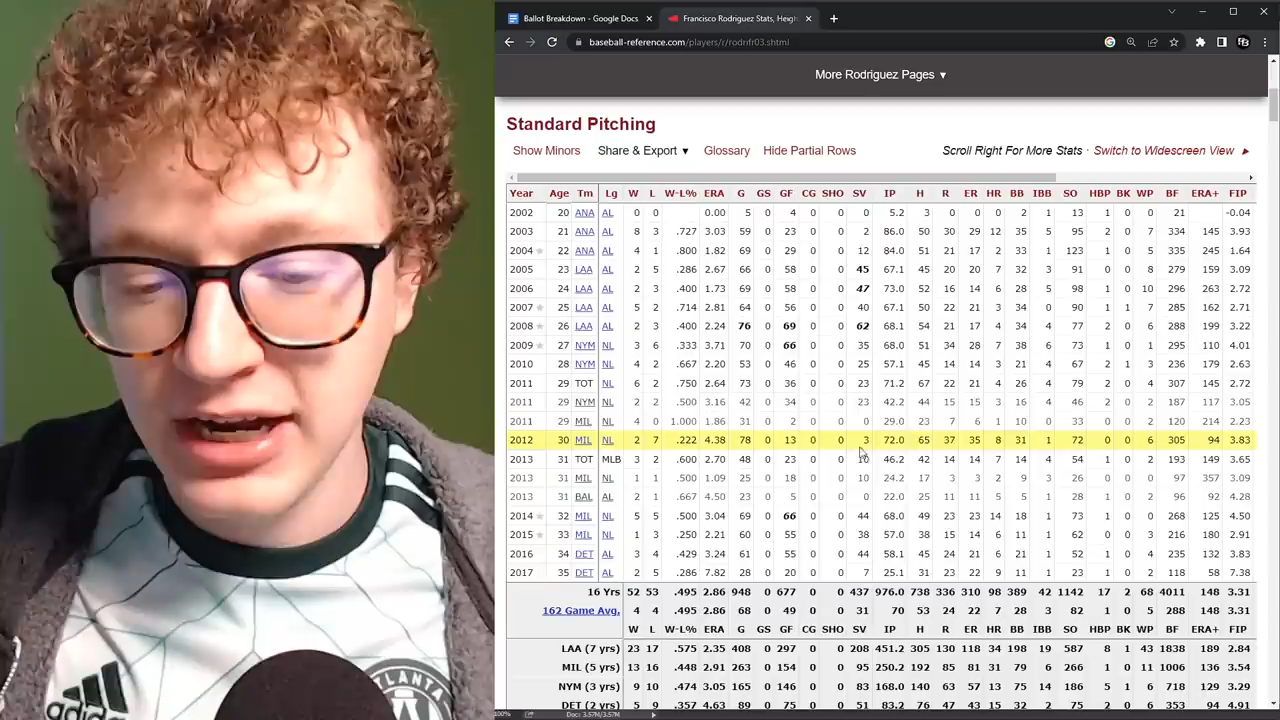 Ballot Breakdown - Google Docs
Francisco Rodriguez Stats, Heigh
baseball-reference.com/players/r/rodrifr03.shtml
More Rodriguez Pages ▼
Standard Pitching
Show Minors Share & Export ▼ Glossary Hide Partial Rows Scroll Right For More Stats · Switch to Widescreen View ►
Year Age Tm Lg W L W-L% ERA G GS GF CG SHO SV IP H R ER HR BB IBB SO HBP BK WP BF ERA+ FIP
2002 20 ANA AL 0 0 0.00 5 0 4 0 0 0 5.2 3 0 0 0 2 1 13 1 0 0 21 -0.04
2003 21 ANA AL 8 3 .727 3.03 59 0 23 0 0 2 86.0 50 30 29 12 35 5 95 2 0 7 334 145 3.93
2004 ★ 22 ANA AL 4 1 .800 1.82 69 0 29 0 0 12 84.0 51 21 17 2 33 1 123 1 0 5 335 245 1.64
2005 23 LAA AL 2 5 .286 2.67 66 0 58 0 0 45 67.1 45 20 20 7 32 3 91 0 0 8 279 159 3.09
2006 24 LAA AL 2 3 .400 1.73 69 0 58 0 0 47 73.0 52 16 14 6 28 5 98 1 0 10 296 263 2.72
2007 ★ 25 LAA AL 5 2 .714 2.81 64 0 56 0 0 40 67.1 50 22 21 3 34 0 90 1 1 7 285 162 2.71
2008 ★ 26 LAA AL 2 3 .400 2.24 76 0 69 0 0 62 68.1 54 21 17 4 34 4 77 2 0 6 288 199 3.22
2009 ★ 27 NYM NL 3 6 .333 3.71 70 0 66 0 0 35 68.0 51 34 28 7 38 6 73 1 0 1 295 110 4.01
2010 28 NYM NL 4 2 .667 2.20 53 0 46 0 0 25 57.1 45 14 14 3 21 4 67 2 1 3 236 179 2.63
2011 29 TOT NL 6 2 .750 2.64 73 0 36 0 0 23 71.2 67 22 21 4 26 4 79 2 0 4 307 145 2.72
2011 29 NYM NL 2 2 .500 3.16 42 0 34 0 0 23 42.2 44 15 15 3 16 4 46 2 0 2 187 117 3.05
2011 29 MIL NL 4 0 1.000 1.86 31 0 2 0 0 0 29.0 23 7 6 1 10 0 33 0 0 2 120 214 2.23
2012 30 MIL NL 2 7 .222 4.38 78 0 13 0 0 3 72.0 65 37 35 8 31 1 72 0 0 6 305 94 3.83
2013 31 TOT MLB 3 2 .600 2.70 48 0 23 0 0 10 46.2 42 14 14 7 14 4 54 1 0 2 193 149 3.65
2013 31 MIL NL 1 1 .500 1.09 25 0 18 0 0 10 24.2 17 3 3 2 9 3 26 0 0 0 97 357 3.09
2013 31 BAL AL 2 1 .667 4.50 23 0 5 0 0 0 22.0 25 11 11 5 5 1 28 1 0 2 96 92 4.28
2014 ★ 32 MIL NL 5 5 .500 3.04 69 0 66 0 0 44 68.0 49 23 23 14 18 1 73 1 0 0 268 125 4.50
2015 ★ 33 MIL NL 1 3 .250 2.21 60 0 55 0 0 38 57.0 38 15 14 6 11 2 62 0 0 5 216 180 2.91
2016 34 DET AL 3 4 .429 3.24 61 0 55 0 0 44 58.1 45 24 21 6 21 1 52 2 0 4 235 132 3.83
2017 35 DET AL 2 5 .286 7.82 28 0 20 0 0 7 25.1 31 23 22 9 11 1 23 1 0 2 118 58 7.38
16 Yrs 52 53 .495 2.86 948 0 677 0 0 437 976.0 738 336 310 98 389 42 1142 17 2 68 4011 148 3.31
162 Game Avg. 4 4 .495 2.86 68 0 49 0 0 31 70 53 24 22 7 28 3 82 1 0 5 288 148 3.31
W L W-L% ERA G GS GF CG SHO SV IP H R ER HR BB IBB SO HBP BK WP BF ERA+ FIP
LAA (7 yrs) 23 17 .575 2.35 408 0 297 0 0 208 451.2 305 130 118 34 198 19 587 7 1 43 1838 189 2.84
MIL (5 yrs) 13 16 .448 2.91 263 0 154 0 0 95 250.2 192 85 81 31 79 6 266 1 0 11 1006 136 3.54
NYM (3 yrs) 9 10 .474 3.05 165 0 146 0 0 83 168.0 140 63 57 13 75 14 186 1 6 718 129 3.29
DET (2 yrs) 5 9 .357 4.63 89 0 75 0 0 51 83.2 76 353 94 4.91
adidas
ATLANTA
100% Doc: 3.57M/3.57M